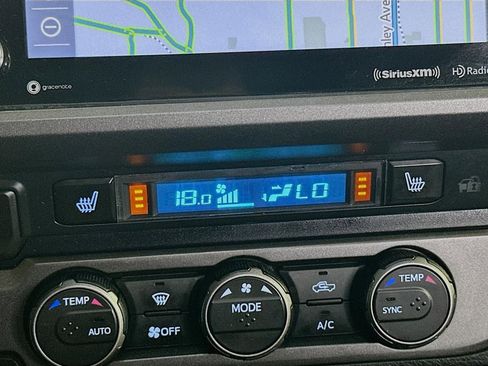 gracenote
((SiriusXM))
HD Radio
18.0
LO
TEMP
AUTO
OFF
MODE
A/C
TEMP
SYNC